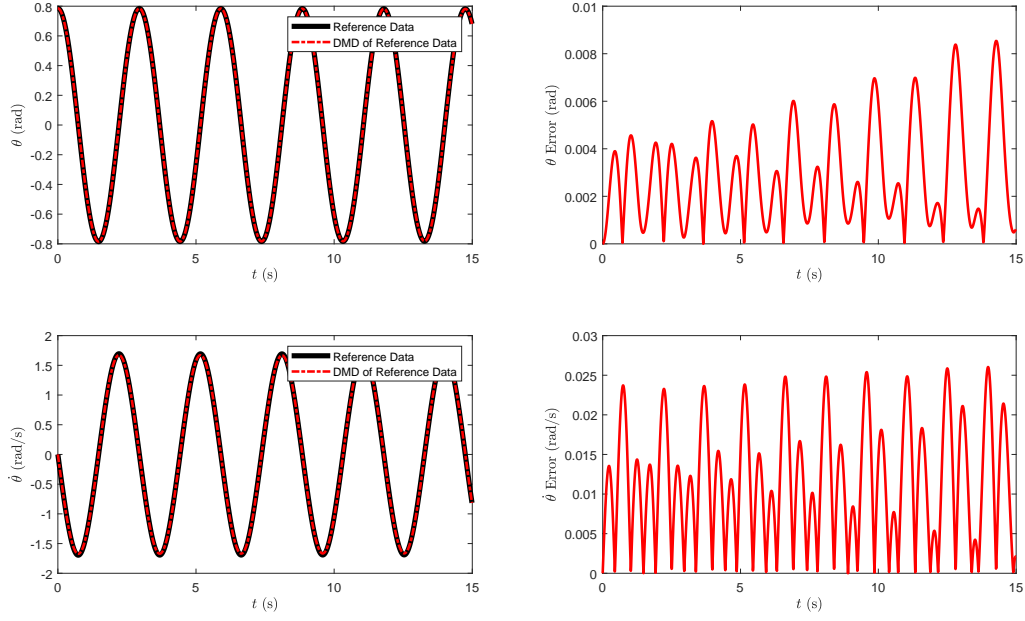 0.8
0.6
0.4
0.2
0
-0.2
-0.4
-0.6
-0.8
θ (rad)
Reference Data
DMD of Reference Data
0 5 10 15
t (s)
0.01
0.008
0.006
0.004
0.002
0
θ Error (rad)
0 5 10 15
t (s)
2
1.5
1
0.5
0
-0.5
-1
-1.5
-2
θ̇ (rad/s)
Reference Data
DMD of Reference Data
0 5 10 15
t (s)
0.03
0.025
0.02
0.015
0.01
0.005
0
θ̇ Error (rad/s)
0 5 10 15
t (s)